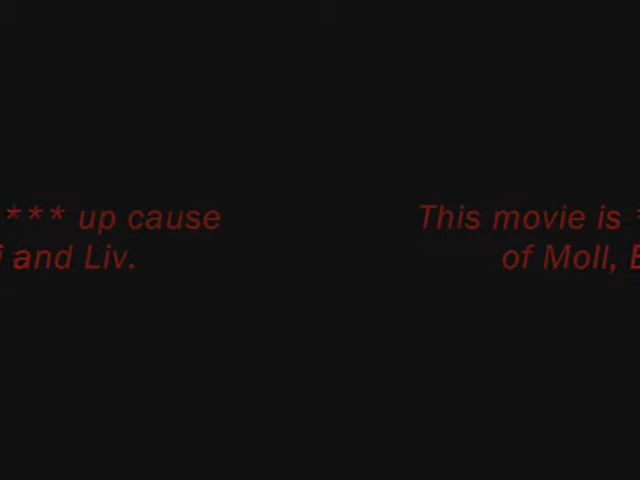 *** up cause
and Liv.
This movie is
of Moll,